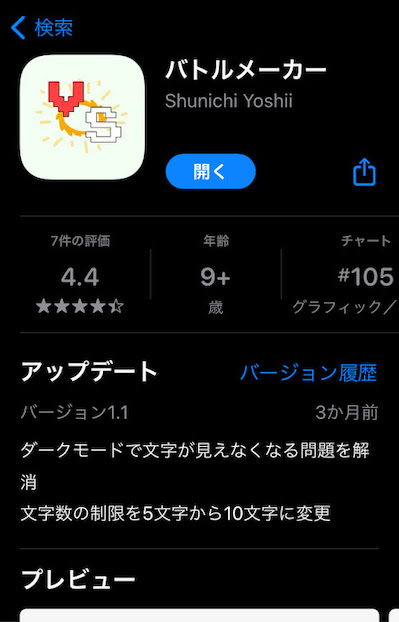 検索
VS
バトルメーカー
Shunichi Yoshii
開く
7件の評価
年齢
チャート
4.4
9+
#105
歳
グラフィック／
アップデート
バージョン履歴
バージョン1.1
3か月前
ダークモードで文字が見えなくなる問題を解
消
文字数の制限を5文字から10文字に変更
プレビュー